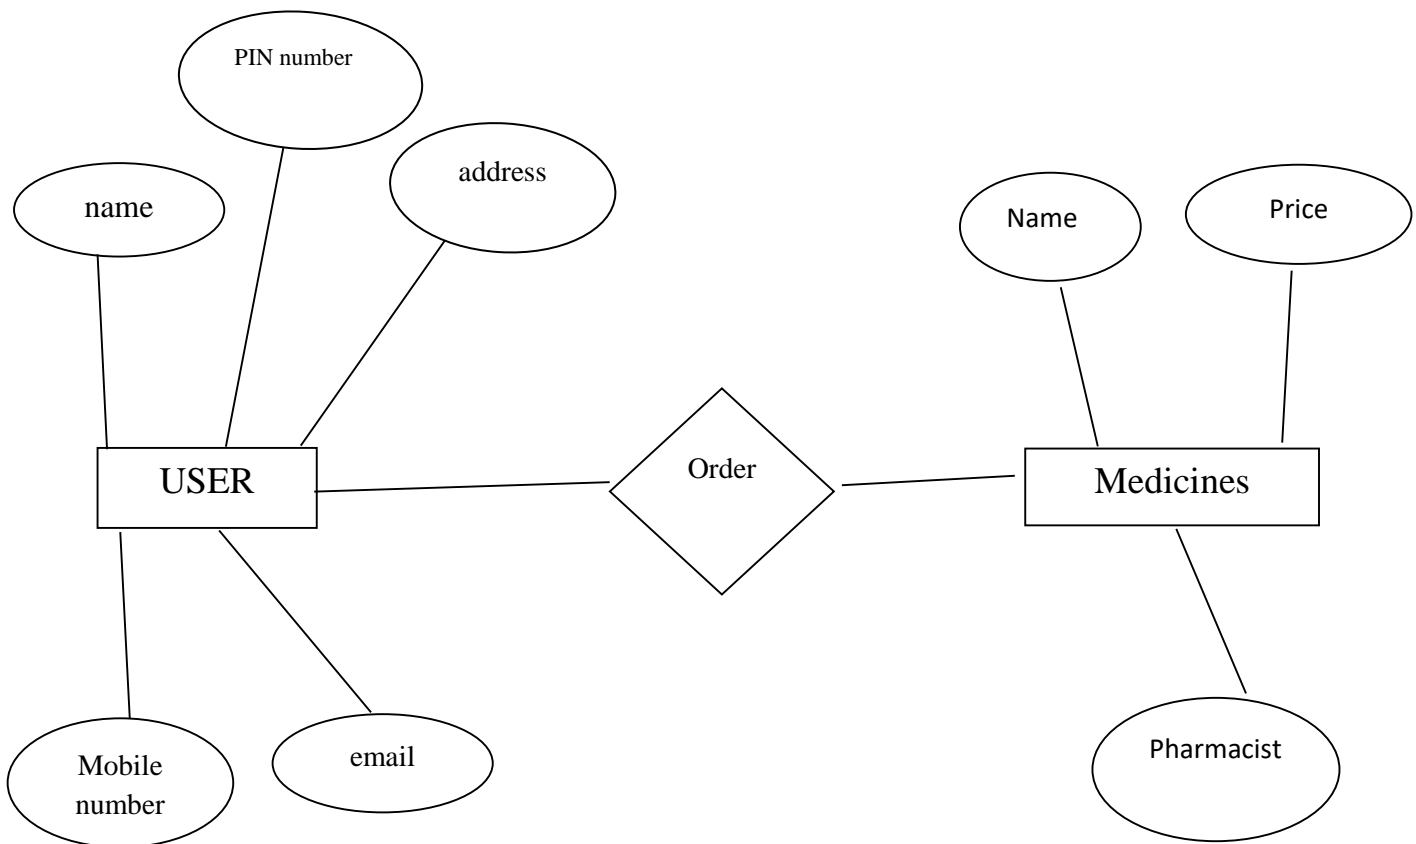 PIN number
address
name
Name
Price
USER
Order
Medicines
Mobile
number
email
Pharmacist